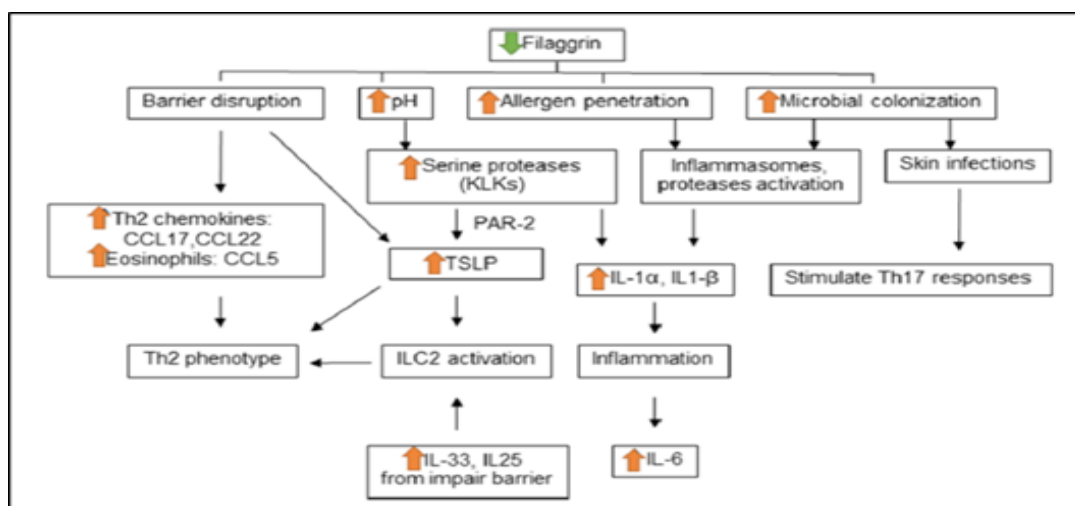 Filaggrin
Barrier disruption
pH
Allergen penetration
Microbial colonization
Serine proteases
(KLKs)
Inflammasomes,
proteases activation
Skin infections
Th2 chemokines:
CCL17,CCL22
Eosinophils: CCL5
PAR-2
TSLP
IL-1α, IL1-β
Stimulate Th17 responses
Th2 phenotype
ILC2 activation
Inflammation
IL-33, IL25
from impair barrier
IL-6